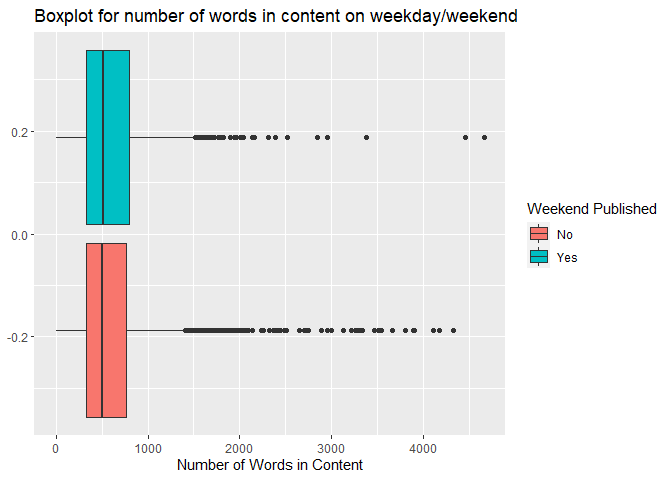 Boxplot for number of words in content on weekday/weekend
0.2
0.0
-0.2
0 1000 2000 3000 4000
Number of Words in Content
Weekend Published
No
Yes